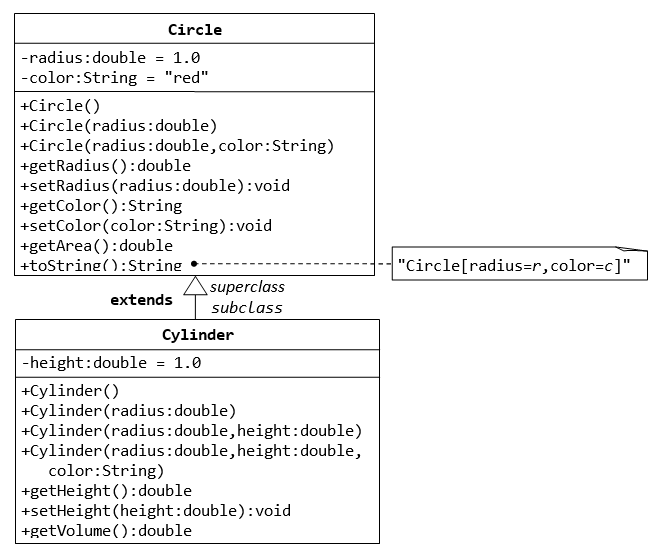 Circle
-radius:double = 1.0
-color:String = "red"
+Circle()
+Circle(radius:double)
+Circle(radius:double,color:String)
+getRadius():double
+setRadius(radius:double):void
+getColor():String
+setColor(color:String):void
+getArea():double
+toString():String
"Circle[radius=r,color=c]"
superclass
extends
subclass
Cylinder
-height:double = 1.0
+Cylinder()
+Cylinder(radius:double)
+Cylinder(radius:double,height:double)
+Cylinder(radius:double,height:double,
color:String)
+getHeight():double
+setHeight(height:double):void
+getVolume():double